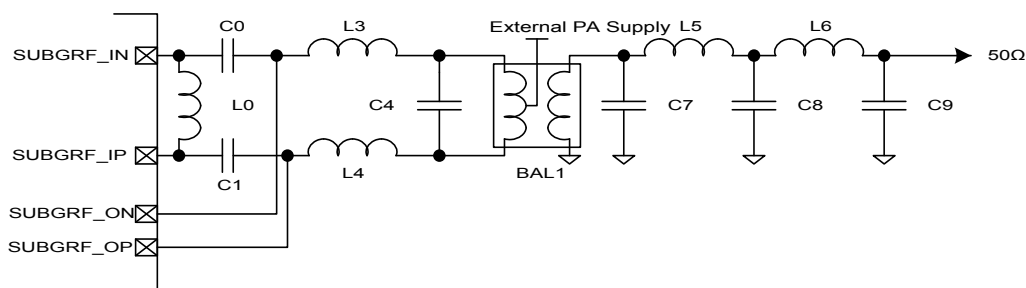 C0
L3
External PA Supply
L5
L6
SUBGRF_IN
50Ω
L0
C4
C7
C8
C9
SUBGRF_IP
C1
L4
BAL1
SUBGRF_ON
SUBGRF_OP